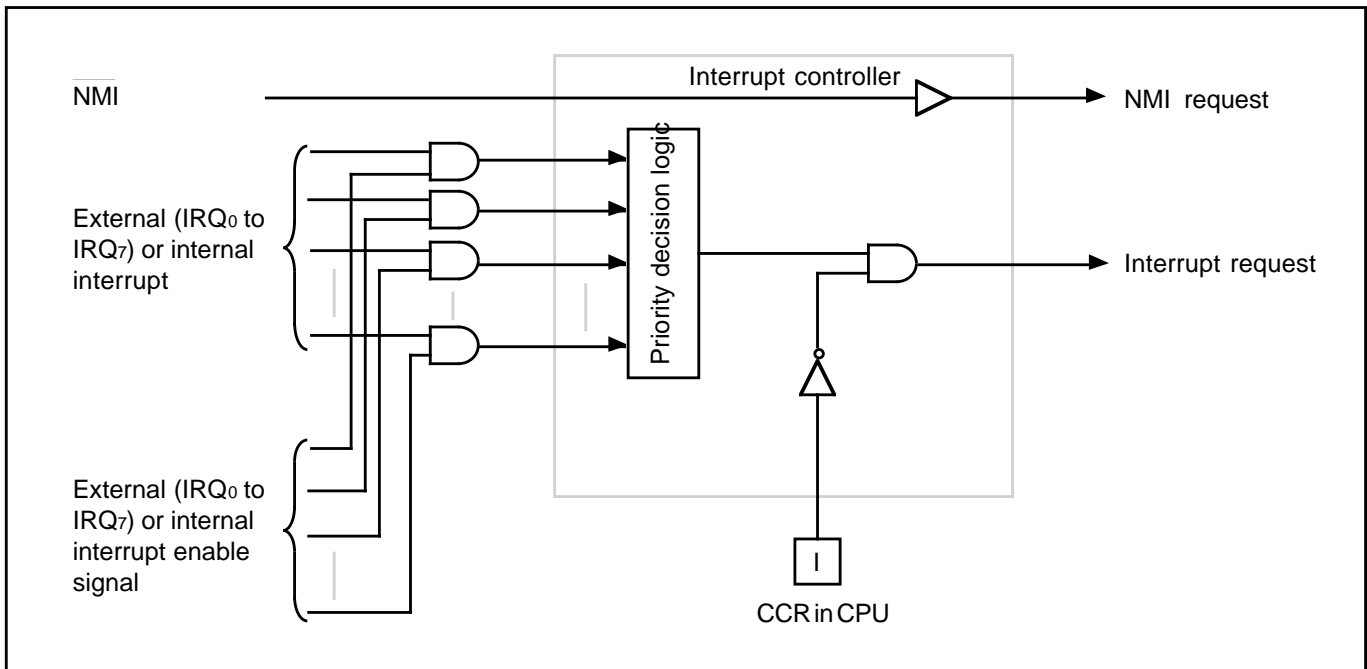 Interrupt controller
NMI
NMI request
Priority decision logic
External (IRQ0 to
IRQ7) or internal
interrupt
Interrupt request
External (IRQ0 to
IRQ7) or internal
interrupt enable
signal
I
CCR in CPU